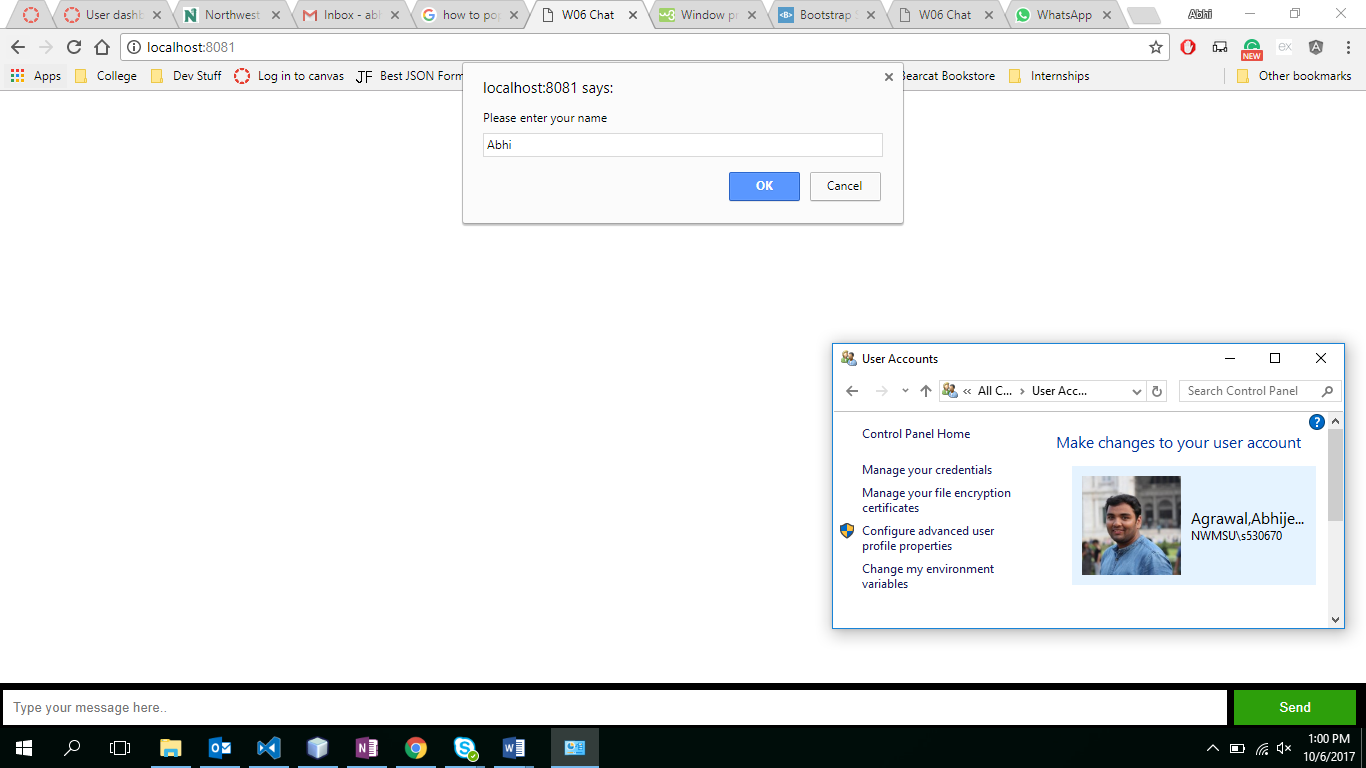 User dashb
Northwest
Inbox - abh
how to pop
W06 Chat
Window pr
Bootstrap
W06 Chat
WhatsApp
Abhi
localhost:8081
NEW
ex
Apps
College
Dev Stuff
Log in to canvas
JF
Best JSON Form
Bearcat Bookstore
Internships
Other bookmarks
localhost:8081 says:
Please enter your name
Abhi
OK
Cancel
User Accounts
All C...
User Acc...
Search Control Panel
Control Panel Home
Manage your credentials
Manage your file encryption
certificates
Configure advanced user
profile properties
Change my environment
variables
Make changes to your user account
Agrawal,Abhije...
NWMSU\s530670
Type your message here..
Send
1:00 PM
10/6/2017